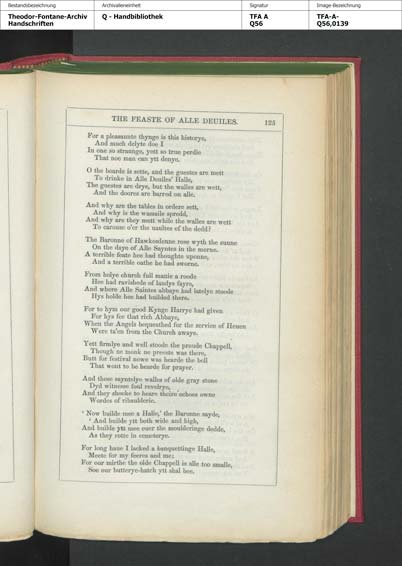 Bestandsbezeichnung
Theodor-Fontane-Archiv
Handschriften
Archivalieneinheit
Q - Handbibliothek
Signatur
TFA A
Q56
Image-Bezeichnung
TFA-A-
Q56,0139
THE FEASTE OF ALLE DEUILES. 125
For a pleasaunte thynge is this historye,
And much delyte doe I
In one so straunge, yett so true perdie
That noe man can ytt denye.
O the boarde is sette, and the guestes are mett
To drinke in Alle Deuiles' Halle,
The guestes are drye, but the walles are wett,
And the doores are barred on alle.
And why are the tables in ordere sett,
And why is the wassaile spredd,
And why are they mett while the walles are wett
To carouse o'er the vaultes of the dedd?
The Baronne of Hawkesdenne rose wyth the sunne
On the daye of Alle Sayntes in the morne.
A terrible feate hee had thoughte uponne,
And a terrible oathe he had sworne.
From holye church full manie a roode
Hee had ravishede of landys fayre,
And where Alle Saintes abbaye had latelye stoode
Hys holde hee had builded there.
For to hym our good Kynge Harrye had given
For hys fee that rich Abbaye,
When the Angels bequeathed for the service of Heuen
Were ta'en from the Church awaye.
Yett firmlye and well stoode the proude Chappell,
Though ne monk ne preeste was there,
Butt for festival nowe was hearde the bell
That wont to be hearde for prayer.
And those sayntelye walles of olde gray stone
Dyd witnesse foul revelrye,
And they shooke to heare theire echoes owne
Wordes of ribaulderie.
' Now builde mee a Halle,' the Baronne sayde,
' And builde ytt both wide and high,
And builde ytt mee ouer the mouldering dedde,
As they rotte in cemeterye.
For long haue I lacked a banquettinge Halle,
Meete for my feeres and me;
For our mirthe the olde Chappell is alle too smalle,
Soe our butterye-hatch ytt shal bee.